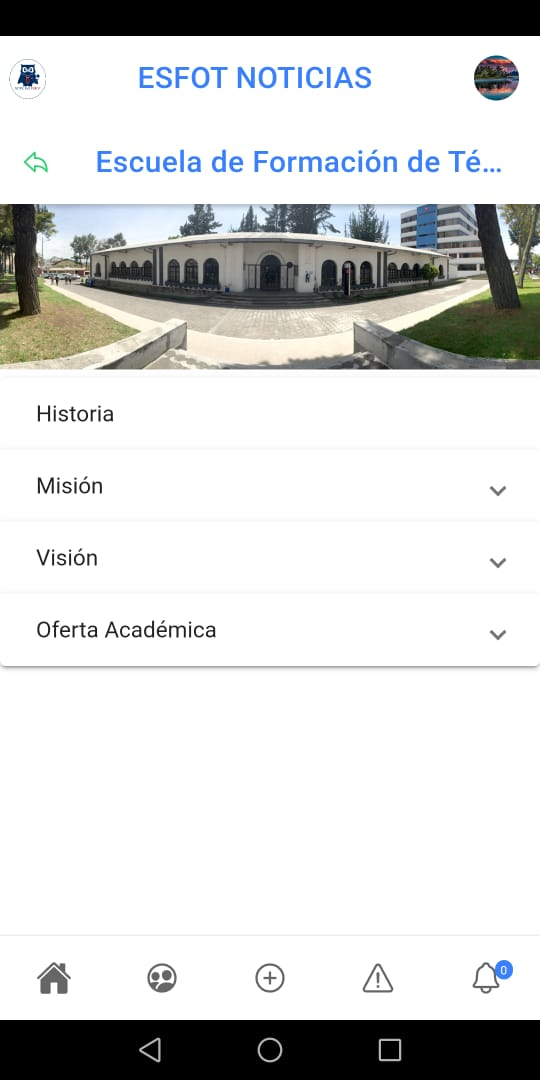 ESFOT NOTICIAS
Escuela de Formación de Té...
Historia
Misión
Visión
Oferta Académica
0